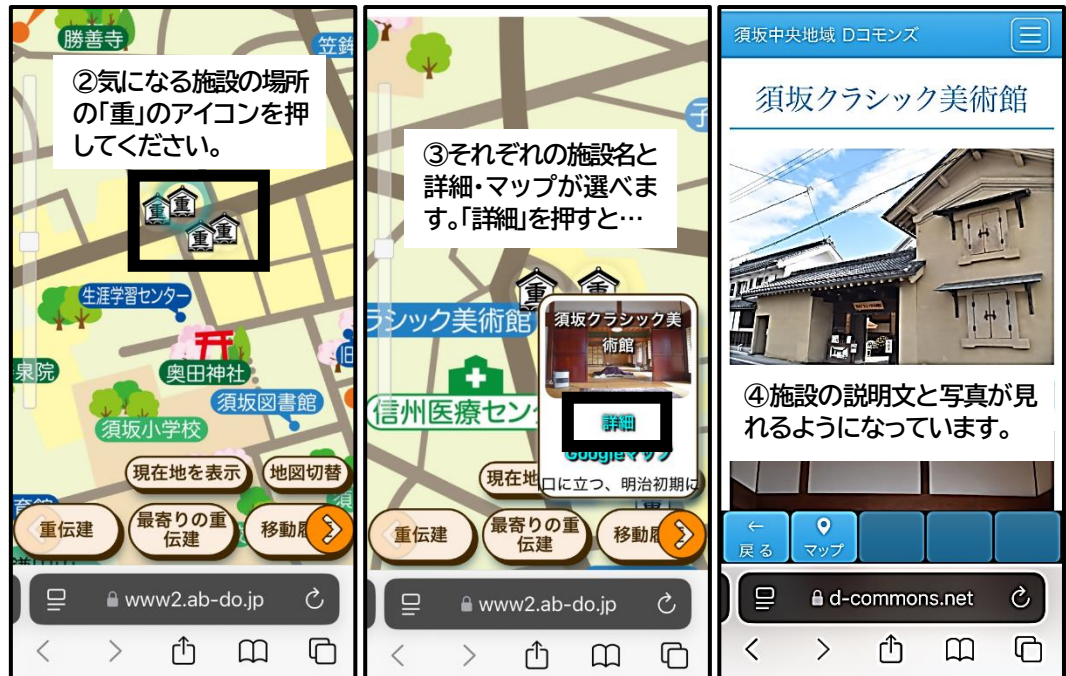 勝善寺
笠鉾
②気になる施設の場所
の「重」のアイコンを押
してください。
重
重
重
重
生涯学習センター
旧
泉院
奥田神社
須坂図書館
須坂小学校
現在地を表示
地図切替
重伝建
最寄りの重
伝建
移動履
www2.ab-do.jp
子
③それぞれの施設名と
詳細・マップが選べま
す。「詳細」を押すと…
重
重
ラシック美術館
須坂クラシック美
術館
信州医療セン
詳細
Googleマップ
現在地
口に立つ、明治初期に
重伝建
最寄りの重
伝建
移動履
www2.ab-do.jp
須坂中央地域 Dコモンズ
須坂クラシック美術館
④施設の説明文と写真が見
れるようになっています。
戻る
マップ
d-commons.net